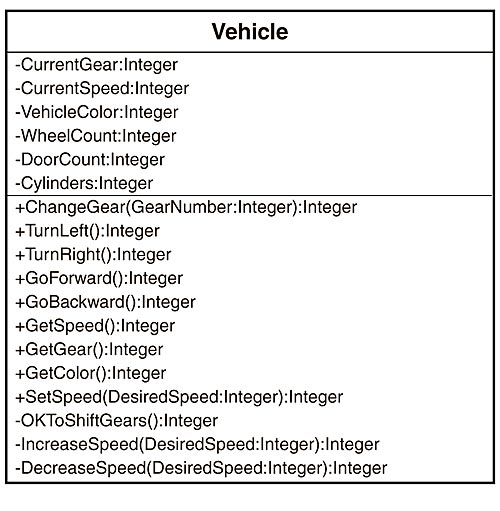 Vehicle
-CurrentGear:Integer
-CurrentSpeed:Integer
-VehicleColor:Integer
-WheelCount:Integer
-DoorCount:Integer
-Cylinders:Integer
+ChangeGear(GearNumber:Integer):Integer
+TurnLeft():Integer
+TurnRight():Integer
+GoForward():Integer
+GoBackward():Integer
+GetSpeed():Integer
+GetGear():Integer
+GetColor():Integer
+SetSpeed(DesiredSpeed:Integer):Integer
-OKToShiftGears():Integer
-IncreaseSpeed(DesiredSpeed:Integer):Integer
-DecreaseSpeed(DesiredSpeed:Integer):Integer